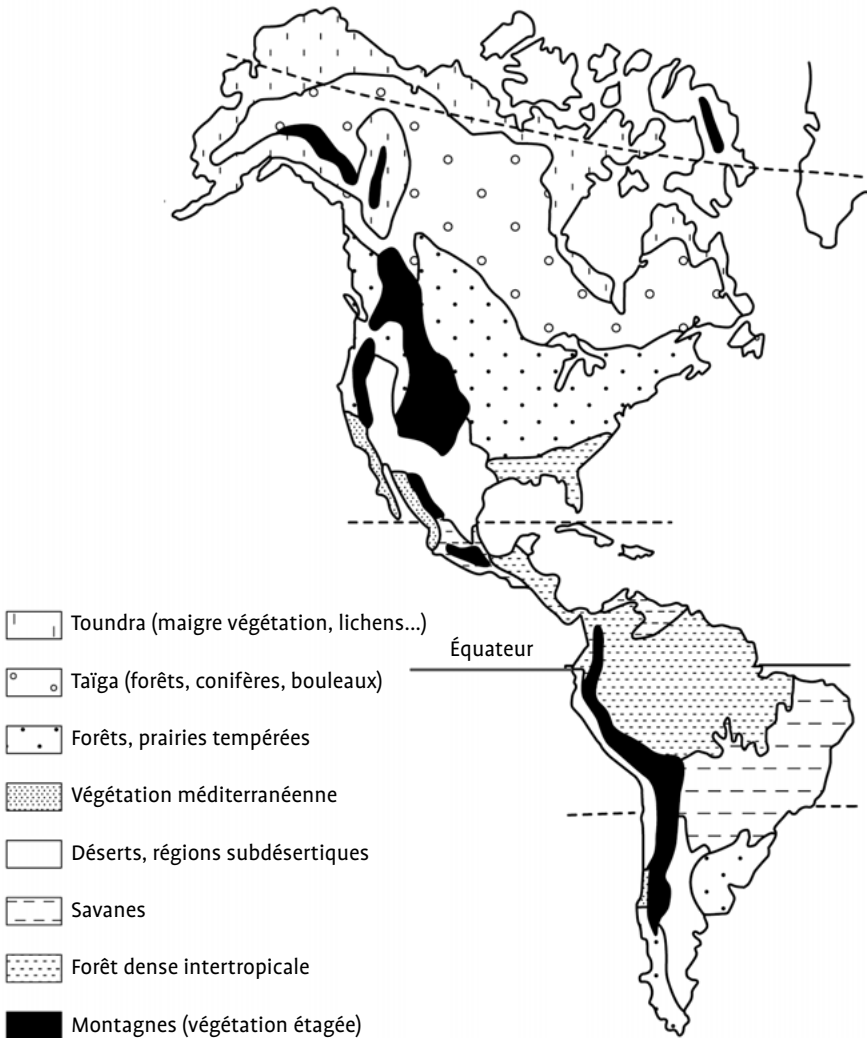 Toundra (maigre végétation, lichens...)
Équateur
Taïga (forêts, conifères, bouleaux)
Forêts, prairies tempérées
Végétation méditerranéenne
Déserts, régions subdésertiques
Savanes
Forêt dense intertropicale
Montagnes (végétation étagée)